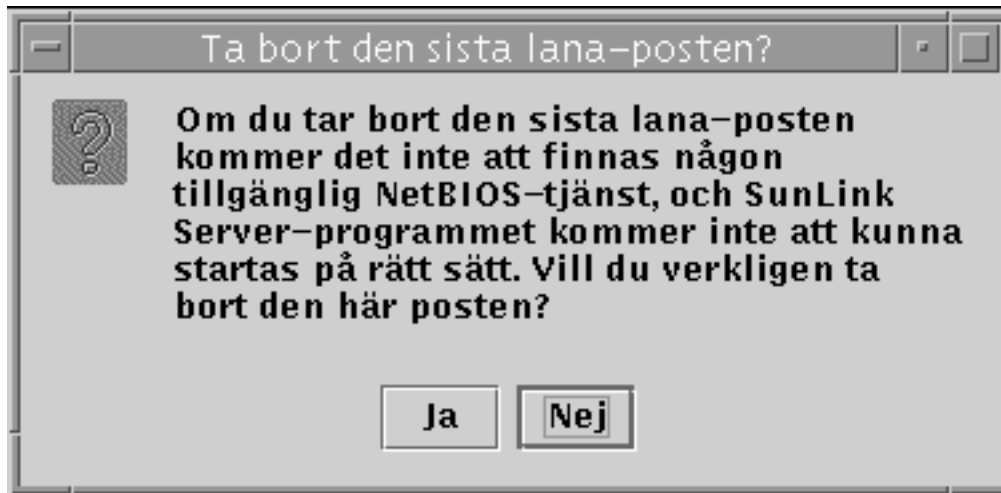 Ta bort den sista lana–posten?
Om du tar bort den sista lana–posten
kommer det inte att finnas någon
tillgänglig NetBIOS–tjänst, och SunLink
Server–programmet kommer inte att kunna
startas på rätt sätt. Vill du verkligen ta
bort den här posten?
Ja
Nej